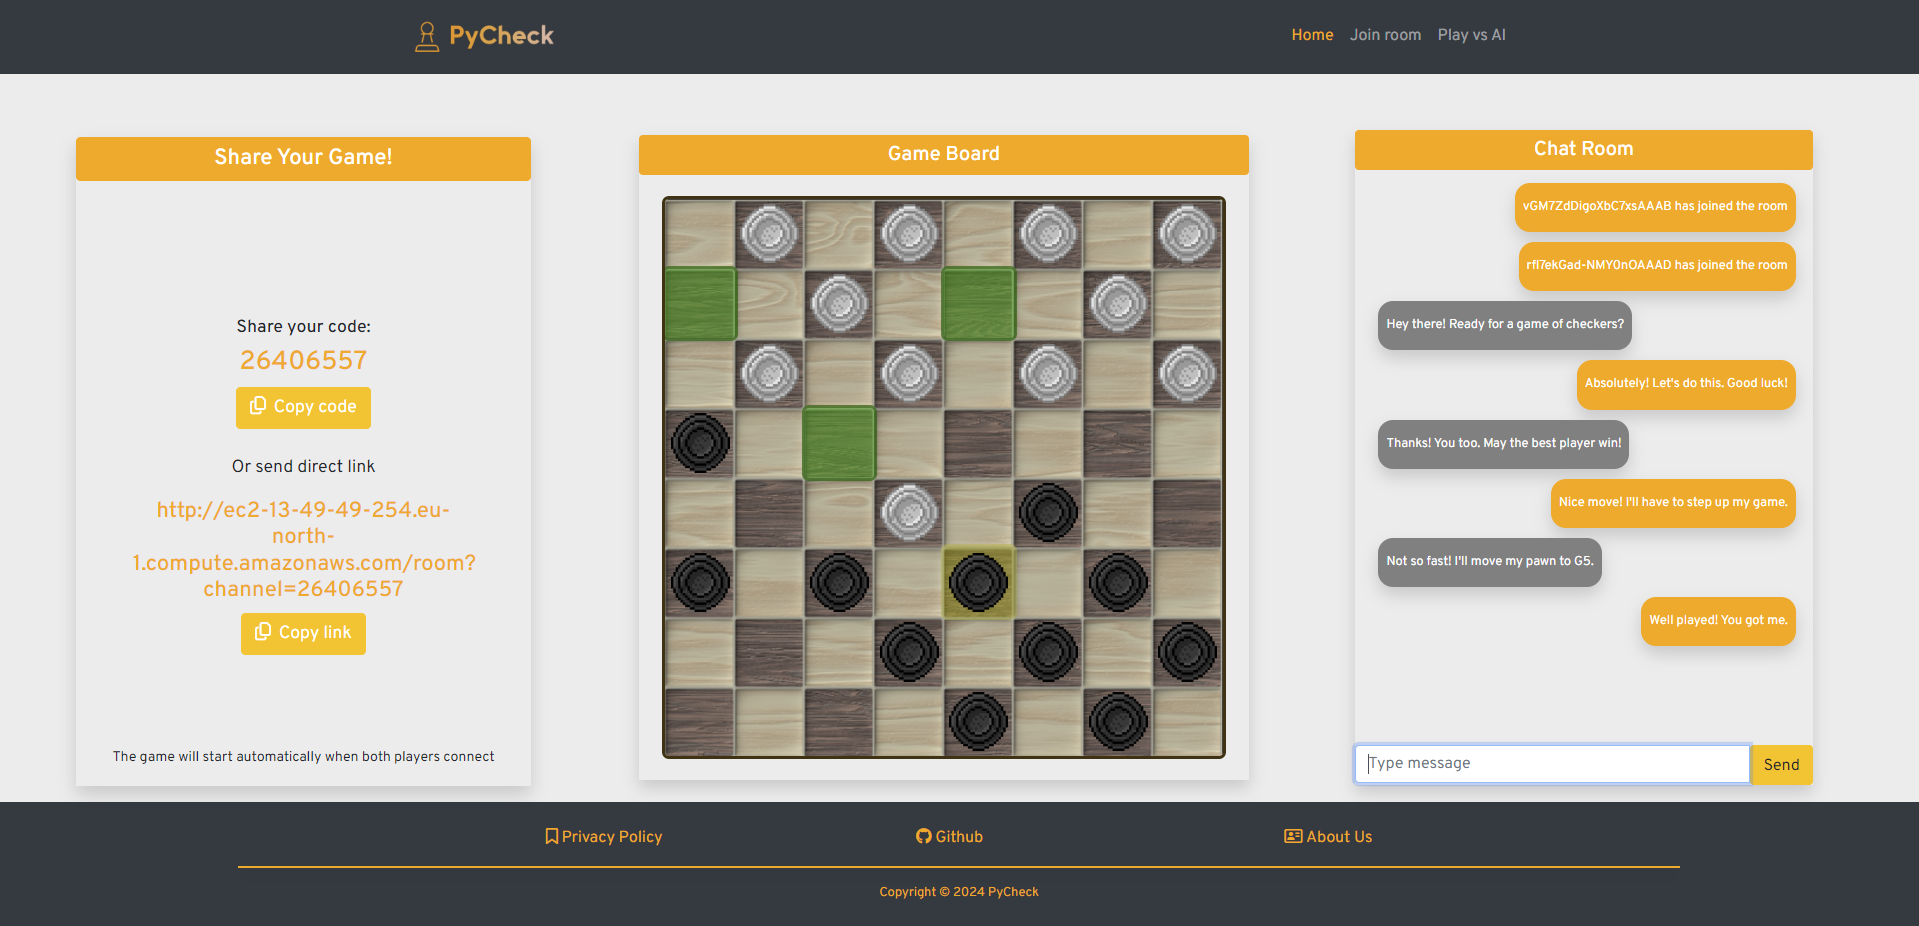 PyCheck
Home Join room Play vs AI
Share Your Game!
Share your code:
26406557
Copy code
Or send direct link
http://ec2-13-49-49-254.eu-
north-
1.compute.amazonaws.com/room?
channel=26406557
Copy link
The game will start automatically when both players connect
Game Board
Chat Room
vGM7ZdDigoXbC7xsAAAB has joined the room
rfl7ekGad-NMY0nOAAAD has joined the room
Hey there! Ready for a game of checkers?
Absolutely! Let's do this. Good luck!
Thanks! You too. May the best player win!
Nice move! I'll have to step up my game.
Not so fast! I'll move my pawn to G5.
Well played! You got me.
Type message
Send
Privacy Policy
Github
About Us
Copyright © 2024 PyCheck